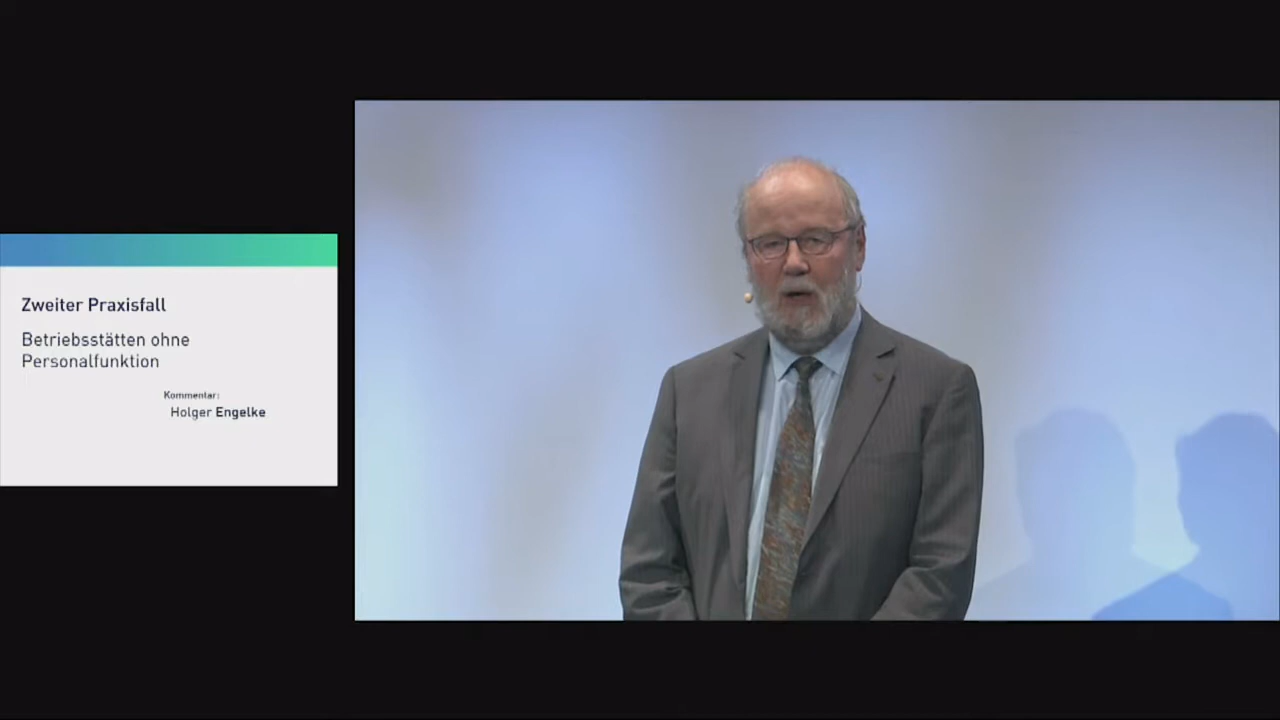 Zweiter Praxisfall
Betriebsstätten ohne
Personalfunktion
Kommentar:
Holger Engelke